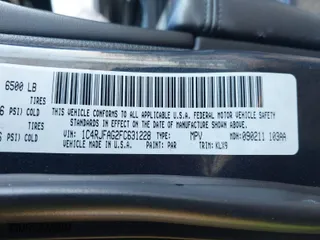 6500 LB
TIRES
PSI) COLD
TIRES
PSI) COLD
THIS VEHICLE CONFORMS TO ALL APPLICABLE U.S.A. FEDERAL MOTOR VEHICLE SAFETY
STANDARDS IN EFFECT ON THE DATE OF MANUFACTURE SHOWN ABOVE.
VIN: 1C4RJFAG2FC631228 TYPE: MPV MDH: 090211 103AA
VEHICLE MADE IN U.S.A. PAINT: PAR TRIM: KLX9